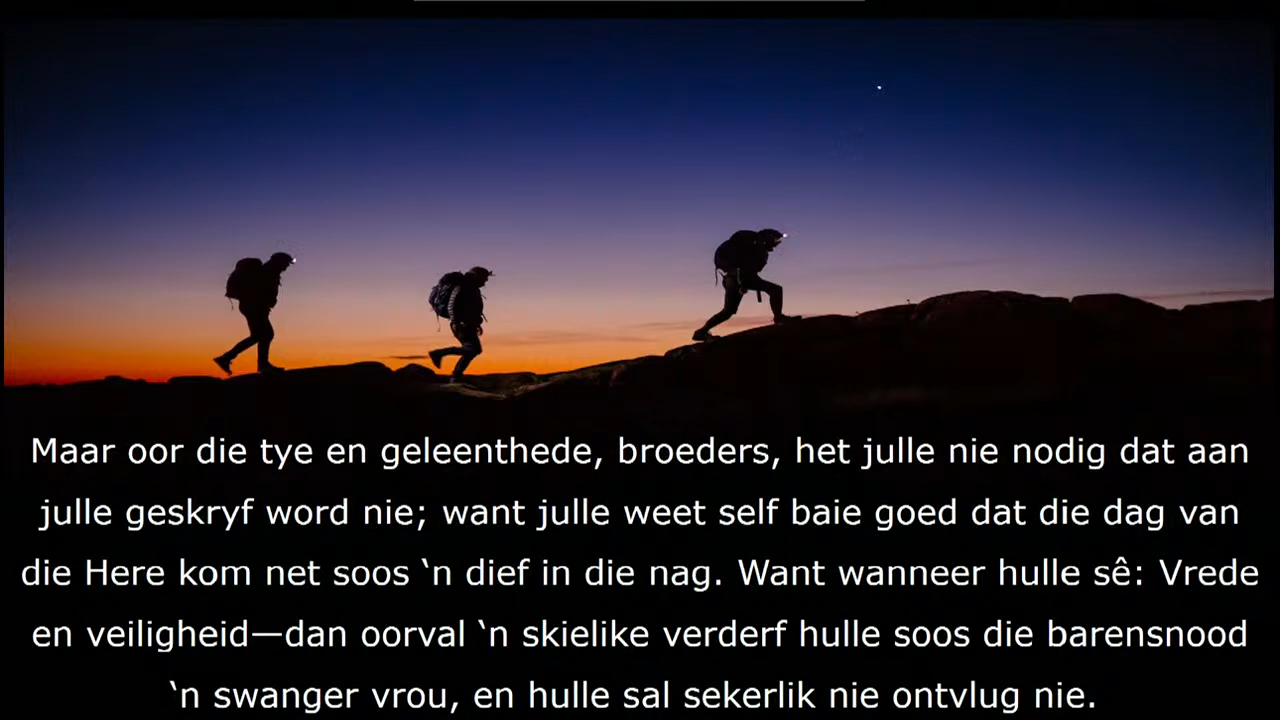 Maar oor die tye en geleenthede, broeders, het julle nie nodig dat aan
julle geskryf word nie; want julle weet self baie goed dat die dag van
die Here kom net soos ‘n dief in die nag. Want wanneer hulle sê: Vrede
en veiligheid—dan oorval ‘n skielike verderf hulle soos die barensnood
‘n swanger vrou, en hulle sal sekerlik nie ontvlug nie.